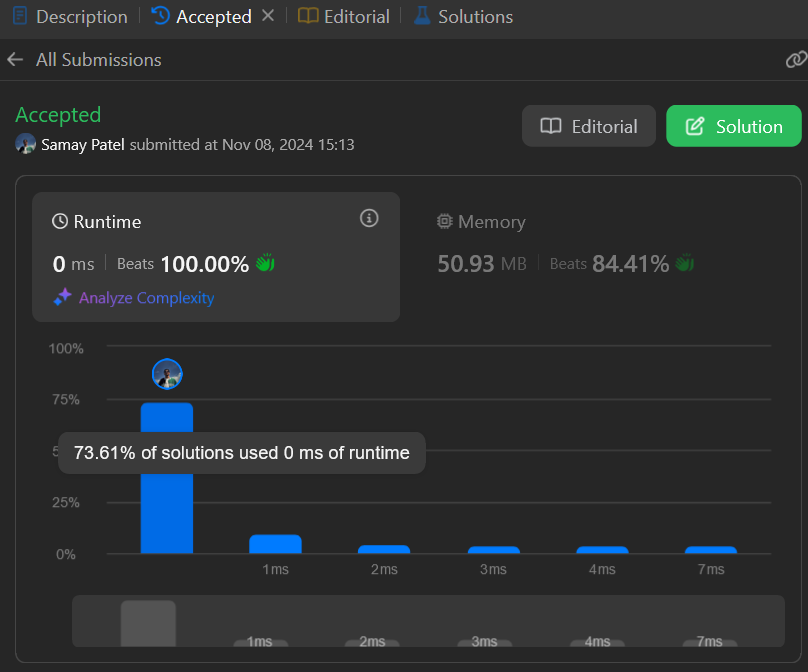 Description Accepted Editorial Solutions
All Submissions
Accepted
Samay Patel submitted at Nov 08, 2024 15:13
Editorial
Solution
Runtime
0 ms Beats 100.00%
Analyze Complexity
Memory
50.93 MB Beats 84.41%
100%
75%
73.61% of solutions used 0 ms of runtime
25%
0%
1ms 2ms 3ms 4ms 7ms
1ms 2ms 3ms 4ms 7ms